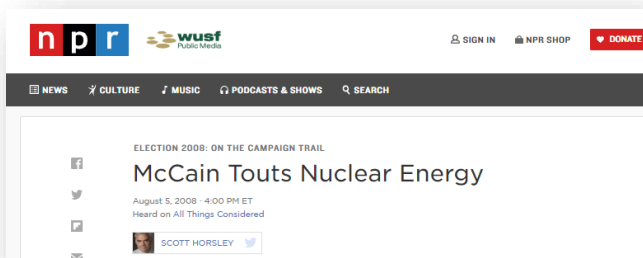 npr wusf
Public Media
SIGN IN NPR SHOP DONATE
NEWS CULTURE MUSIC PODCASTS & SHOWS SEARCH
ELECTION 2008: ON THE CAMPAIGN TRAIL
McCain Touts Nuclear Energy
August 5, 2008 · 4:00 PM ET
Heard on All Things Considered
SCOTT HORSLEY